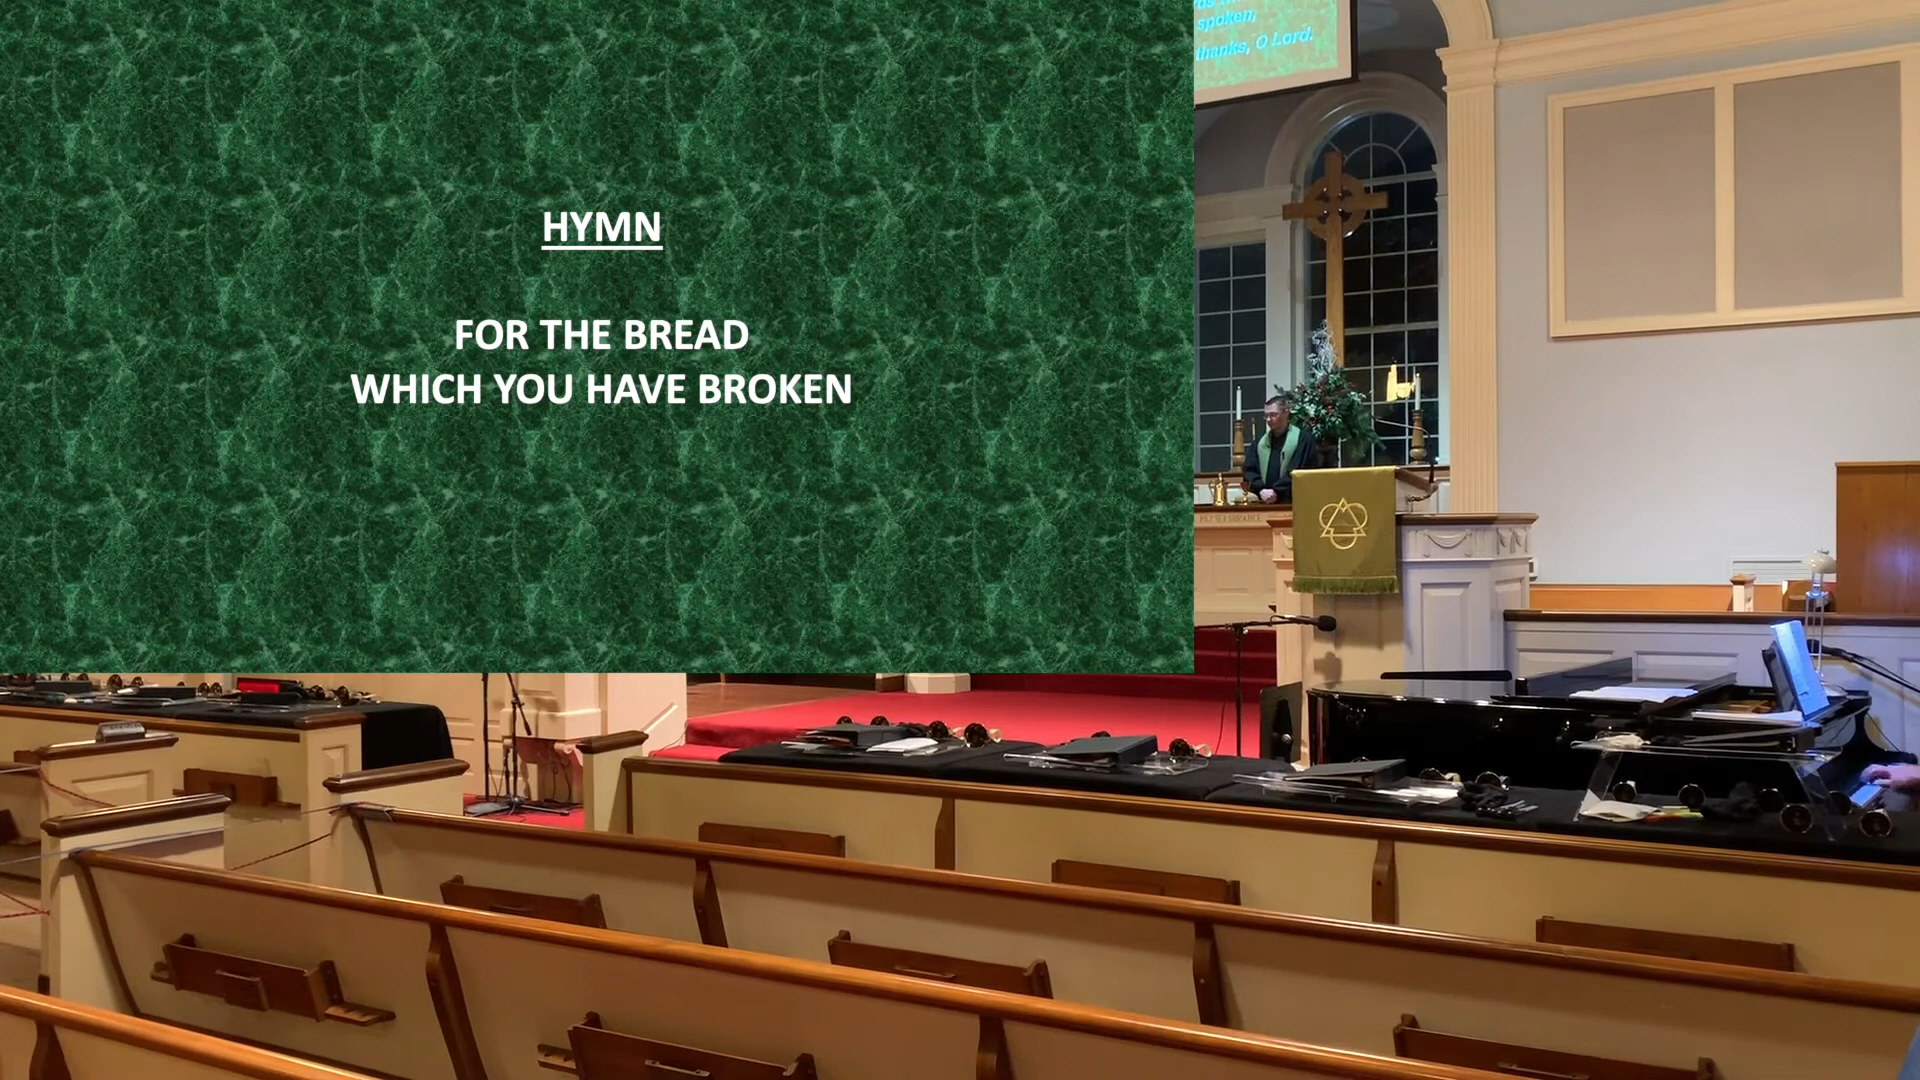 HYMN
FOR THE BREAD
WHICH YOU HAVE BROKEN
spoken,
thanks, O Lord.